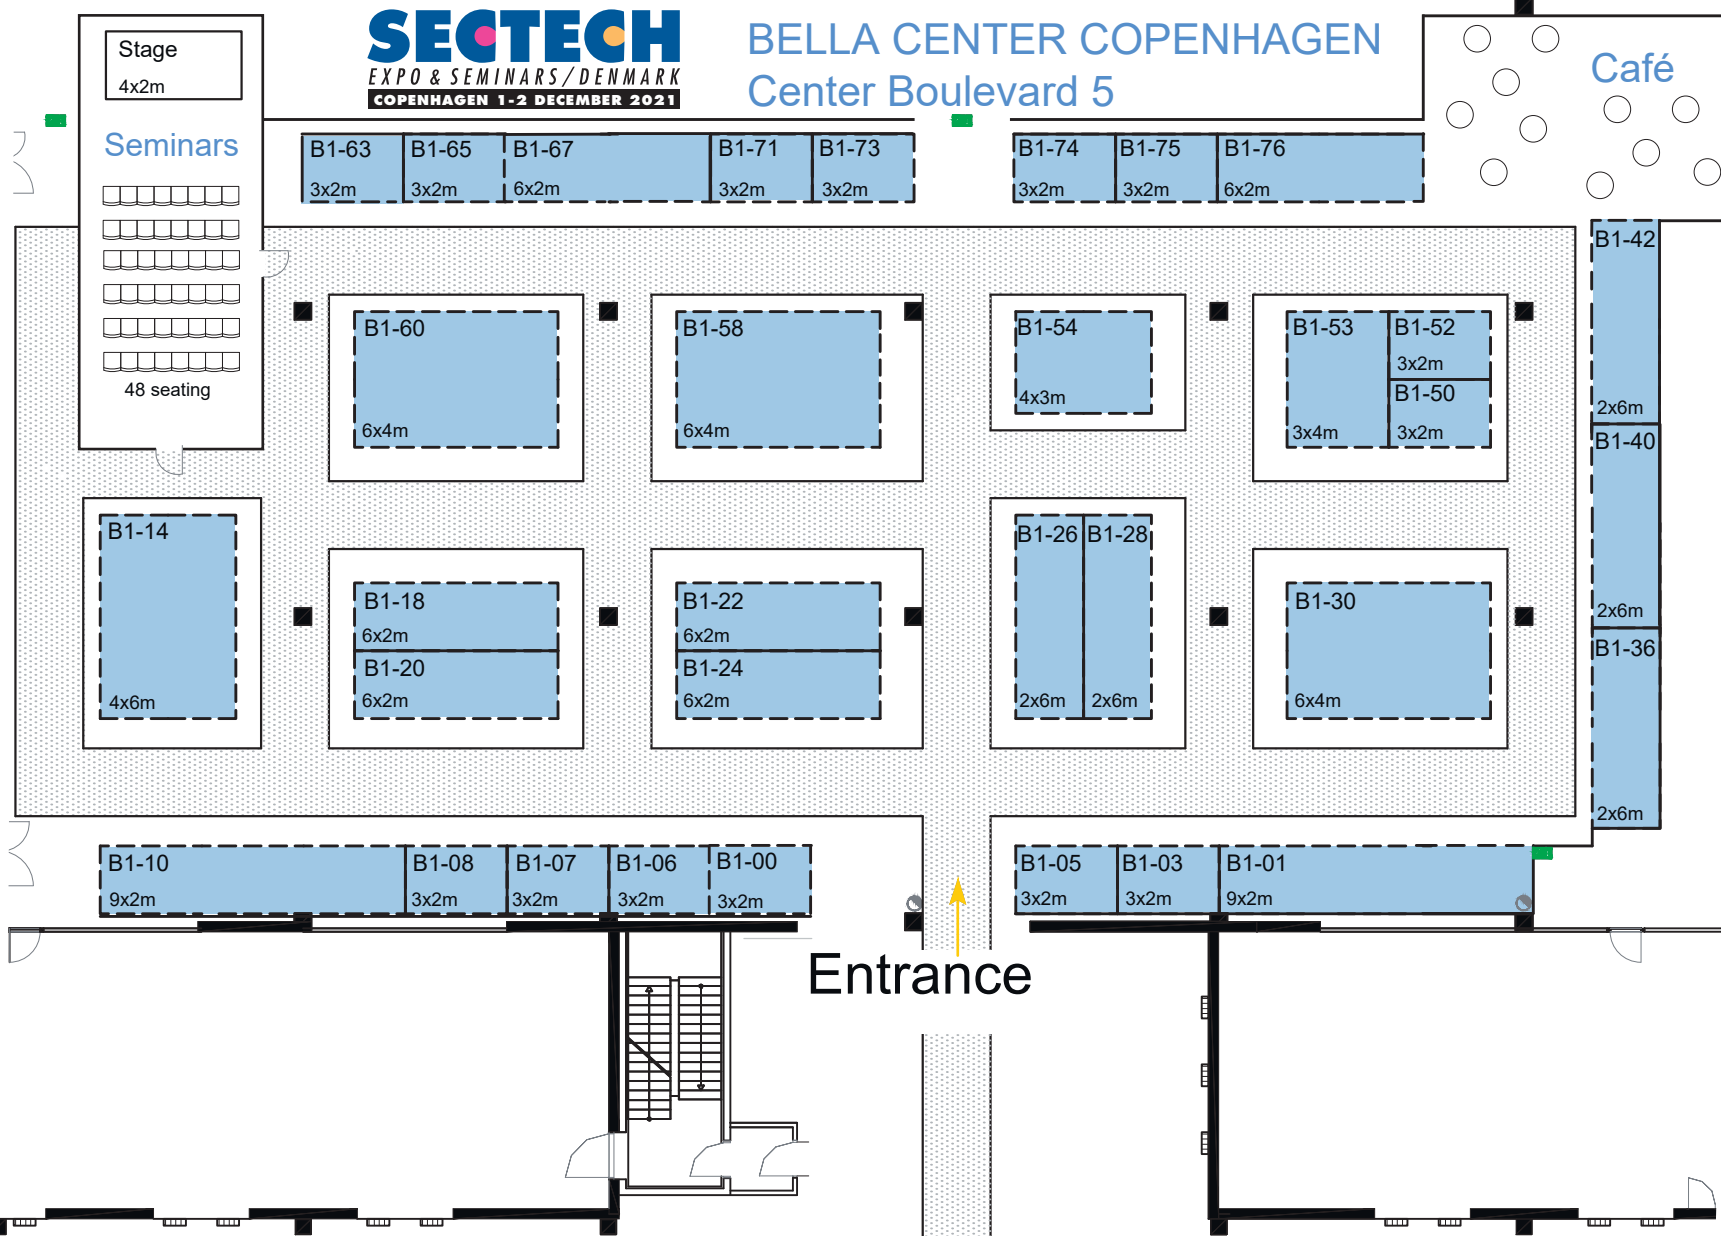 Stage
4x2m
SECTECH
EXPO & SEMINARS/DENMARK
COPENHAGEN 1-2 DECEMBER 2021
BELLA CENTER COPENHAGEN
Center Boulevard 5
Café
Seminars
48 seating
B1-63
3x2m
B1-65
3x2m
B1-67
6x2m
B1-71
3x2m
B1-73
3x2m
B1-74
3x2m
B1-75
3x2m
B1-76
6x2m
B1-42
2x6m
B1-40
2x6m
B1-36
2x6m
B1-60
6x4m
B1-58
6x4m
B1-54
4x3m
B1-53
3x4m
B1-52
3x2m
B1-50
3x2m
B1-14
4x6m
B1-18
6x2m
B1-20
6x2m
B1-22
6x2m
B1-24
6x2m
B1-26
2x6m
B1-28
2x6m
B1-30
6x4m
B1-10
9x2m
B1-08
3x2m
B1-07
3x2m
B1-06
3x2m
B1-00
3x2m
B1-05
3x2m
B1-03
3x2m
B1-01
9x2m
Entrance